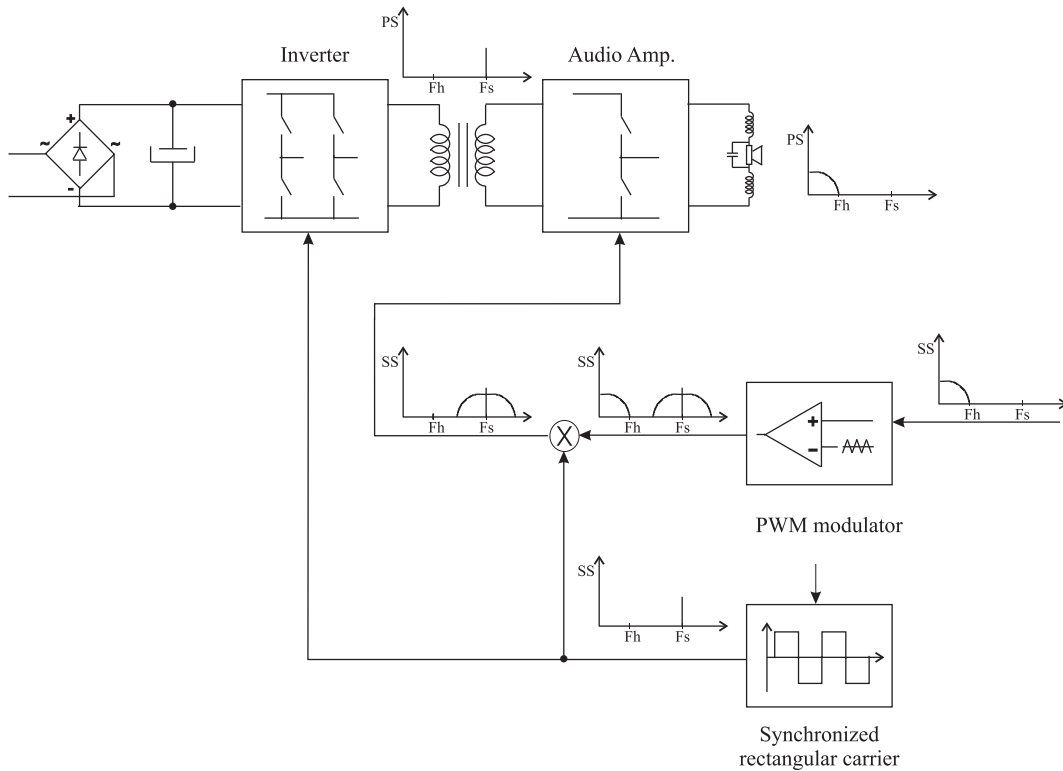 PS
Fh Fs
Inverter
Audio Amp.
+
~ ~
-
PS
Fh Fs
SS
Fh Fs
SS
Fh Fs
SS
Fh Fs
X
+
-
PWM modulator
SS
Fh Fs
Synchronized
rectangular carrier